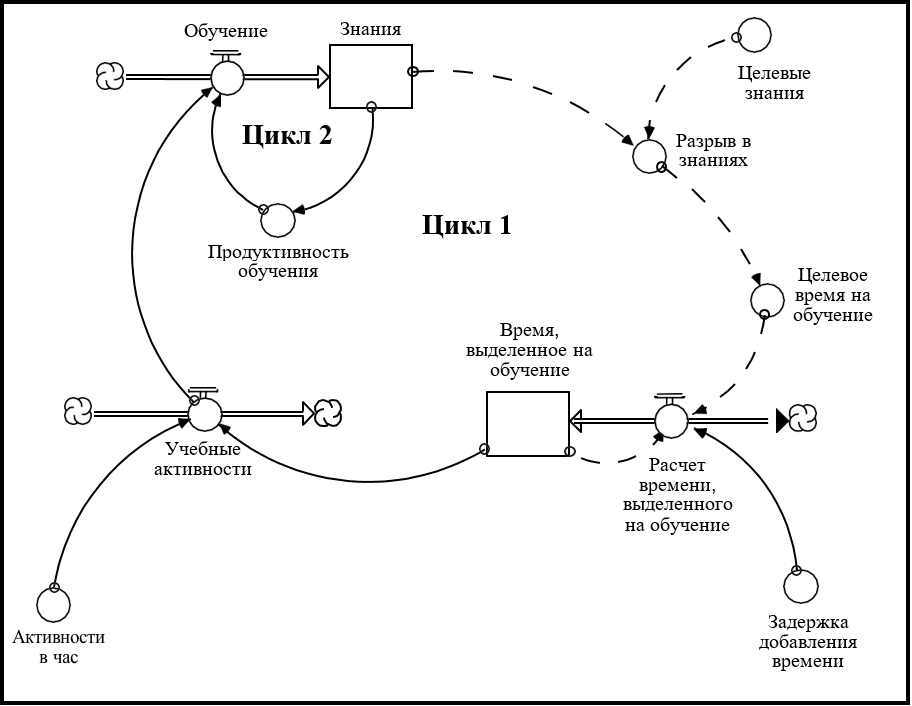 Обучение
Знания
Целевые
знания
Цикл 2
Разрыв в
знаниях
Цикл 1
Продуктивность
обучения
Целевое
время на
обучение
Время,
выделенное на
обучение
Учебные
активности
Расчет
времени,
выделенного
на обучение
Активности
в час
Задержка
добавления
времени